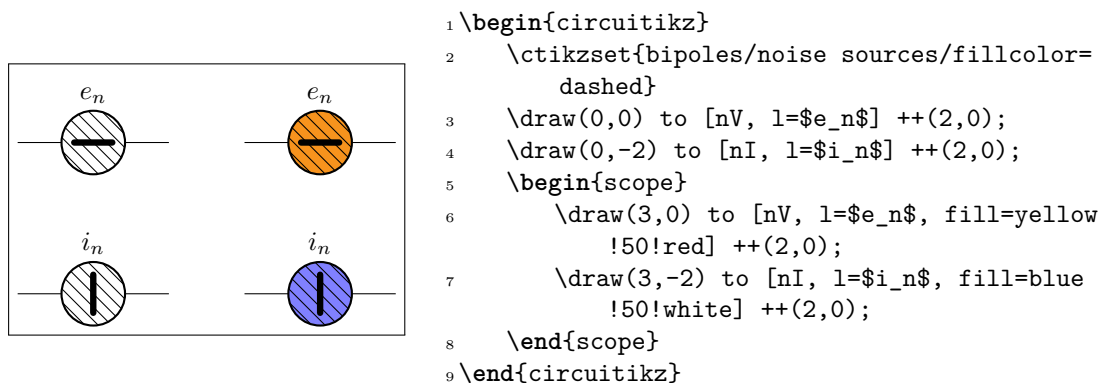 e_n e_n
i_n i_n
1 \begin{circuitikz}
2 \ctikzset{bipoles/noise sources/fillcolor=
dashed}
3 \draw(0,0) to [nV, l=$e_n$] ++(2,0);
4 \draw(0,-2) to [nI, l=$i_n$] ++(2,0);
5 \begin{scope}
6 \draw(3,0) to [nV, l=$e_n$, fill=yellow
!50!red] ++(2,0);
7 \draw(3,-2) to [nI, l=$i_n$, fill=blue
!50!white] ++(2,0);
8 \end{scope}
9 \end{circuitikz}